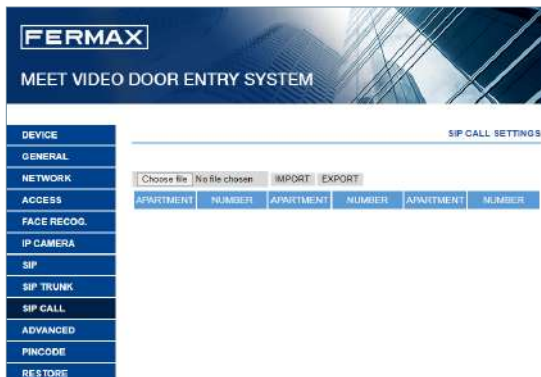 FERMAX
MEET VIDEO DOOR ENTRY SYSTEM
DEVICE
GENERAL
NETWORK
ACCESS
FACE RECOG.
IP CAMERA
SIP
SIP TRUNK
SIP CALL
ADVANCED
PINCODE
RESTORE
SIP CALL SETTINGS
Choose file No file chosen IMPORT EXPORT
APARTMENT NUMBER APARTMENT NUMBER APARTMENT NUMBER